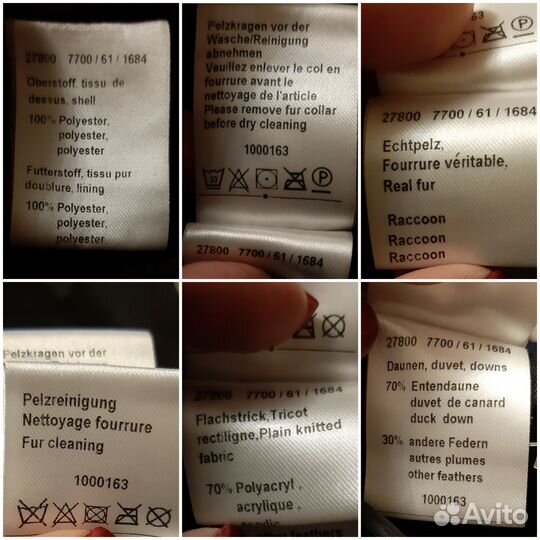 27800 7700 / 61 / 1684
Oberstoff, tissu de
dessus, shell
100% Polyester,
polyester,
polyester
Futterstoff, tissu pur
doublure, lining
100% Polyester,
polyester,
polyester
Pelzkragen vor der
Wäsche/Reinigung
abnehmen
Veuillez enlever le col en
fourrure avant le
nettoyage de l'article
Please remove fur collar
before dry cleaning
1000163
30
P
27800 7700 / 61 / 1684
63
P
27800 7700 / 61 / 1684
Echtpelz,
Fourrure véritable,
Real fur
Raccoon
Raccoon
Raccoon
Pelzkragen vor der
Pelzreinigung
Nettoyage fourrure
Fur cleaning
1000163
27800 7700 / 61 / 1684
Flachstrick,Tricot
rectiligne,Plain knitted
fabric
70% Polyacryl,
acrylique,
other feathers
27800 7700 / 61 / 1684
Daunen, duvet, downs
70% Entendaune
duvet de canard
duck down
30% andere Federn
autres plumes
other feathers
1000163
Avito